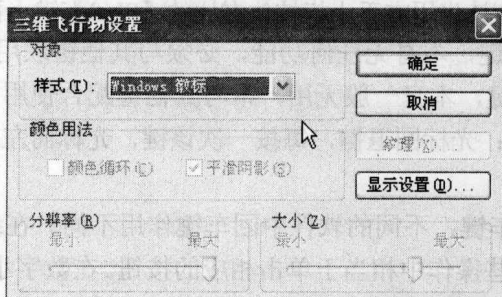 三维飞行物设置
对象
样式(I): Windows 徽标
确定
取消
颜色用法
颜色循环(C)
平滑阴影(S)
纹理(X)
显示设置(D)...
分辨率(R)
最小 最大
大小(Z)
最小 最大